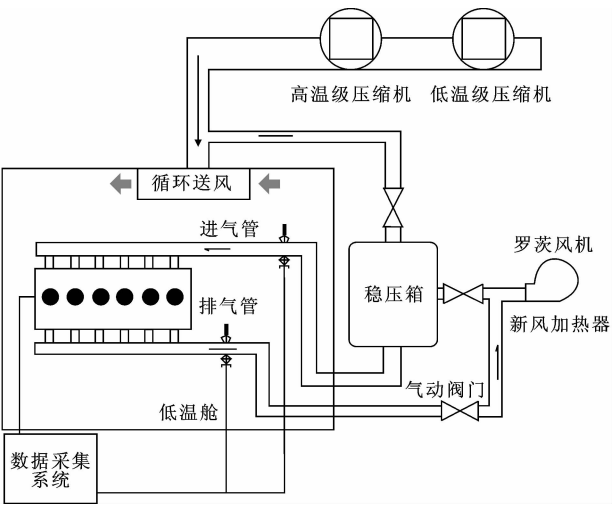 高温级压缩机
低温级压缩机
循环送风
进气管
罗茨风机
稳压箱
排气管
新风加热器
气动阀门
低温舱
数据采集
系统